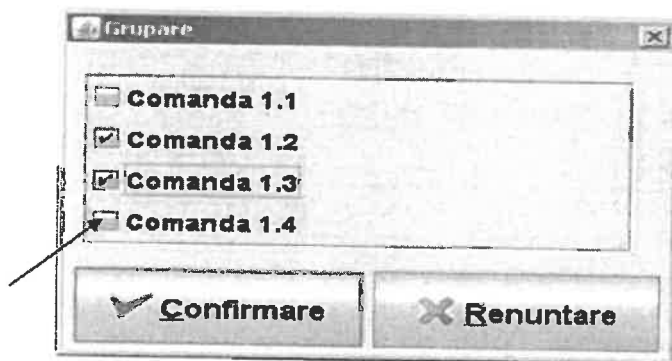 Grupare
Comanda 1.1
Comanda 1.2
Comanda 1.3
Comanda 1.4
Confirmare
Renuntare